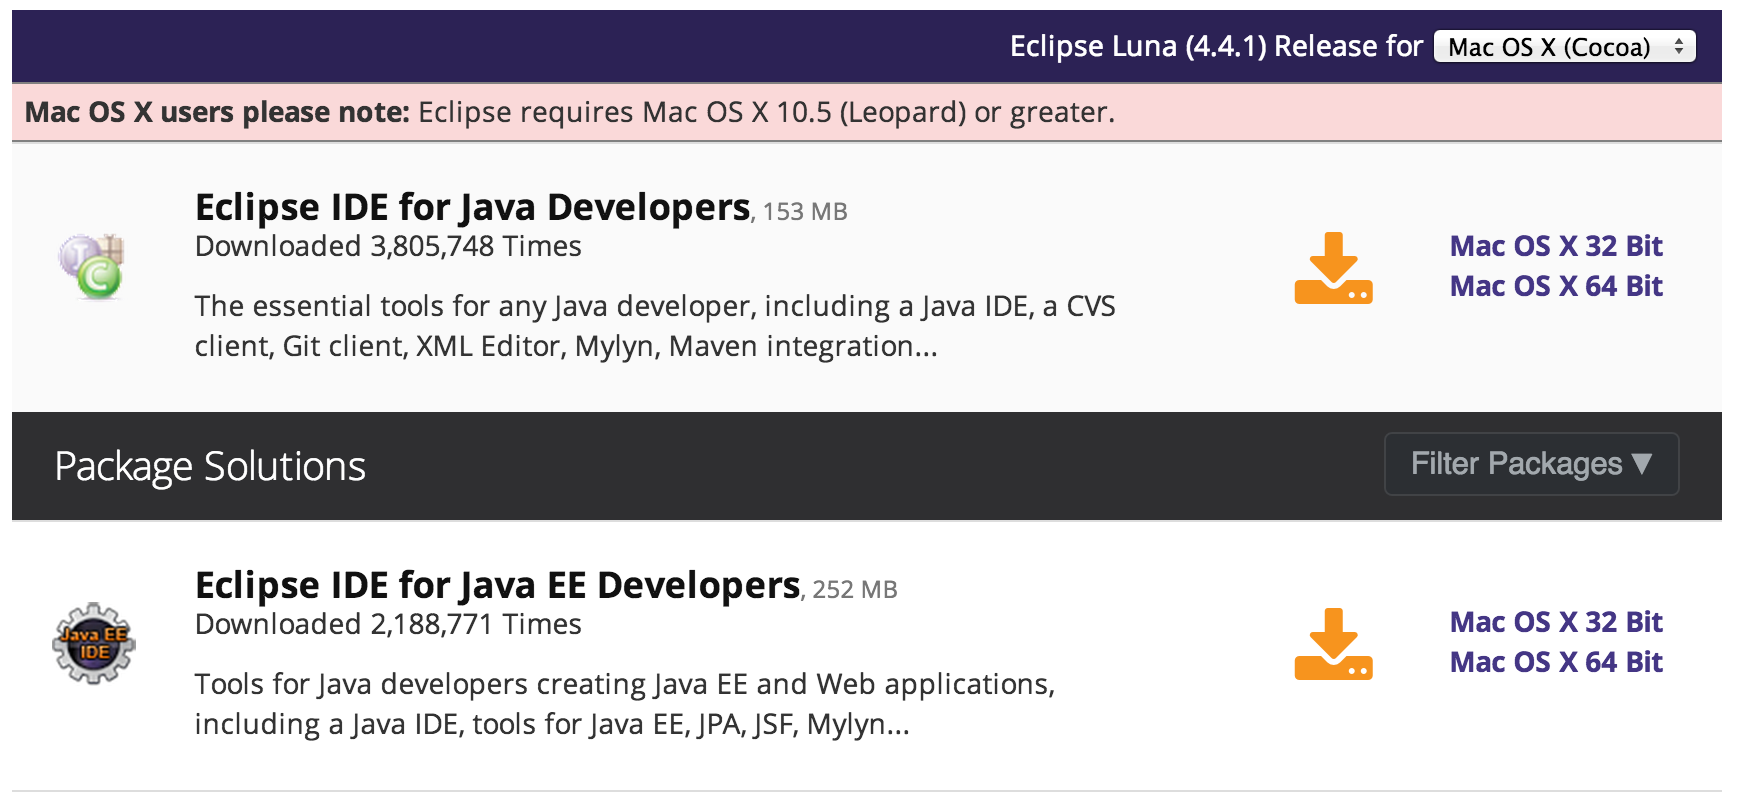 Eclipse Luna (4.4.1) Release for Mac OS X (Cocoa)
Mac OS X users please note: Eclipse requires Mac OS X 10.5 (Leopard) or greater.
Eclipse IDE for Java Developers, 153 MB
Downloaded 3,805,748 Times
The essential tools for any Java developer, including a Java IDE, a CVS
client, Git client, XML Editor, Mylyn, Maven integration...
Mac OS X 32 Bit
Mac OS X 64 Bit
Package Solutions
Filter Packages ▼
Java EE
IDE
Eclipse IDE for Java EE Developers, 252 MB
Downloaded 2,188,771 Times
Tools for Java developers creating Java EE and Web applications,
including a Java IDE, tools for Java EE, JPA, JSF, Mylyn...
Mac OS X 32 Bit
Mac OS X 64 Bit